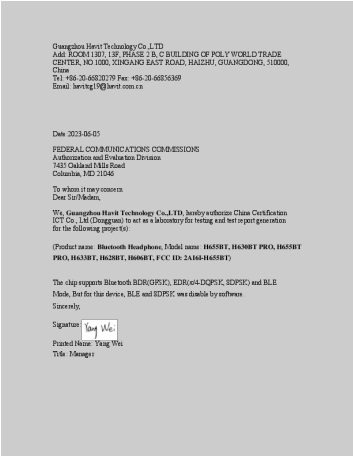 Guangzhou Havit Technology Co.,LTD
Add: ROOM 1307, 13F, PHASE 2 B, C BUILDING OF POLY WORLD TRADE
CENTER, NO 1000, XINGANG EAST ROAD, HAIZHU, GUANGDONG, 510000,
China
Tel: +86-20-66820279 Fax: +86-20-66856369
Email: havitcg19@havit.com.cn
Date 2023-06-05
FEDERAL COMMUNICATIONS COMMISSIONS
Authorization and Evaluation Division
7435 Oakland Mills Road
Columbia, MD 21046
To whom it may concern
Dear Sir/Madam,
We, Guangzhou Havit Technology Co.,LTD, hereby authorize China Certification
ICT Co., Ltd (Dongguan) to act as a laboratory for testing and test report generation
for the following project(s):
(Product name: Bluetooth Headphone, Model name: H655BT, H630BT PRO, H655BT
PRO, H633BT, H628BT, H606BT, FCC ID: 2A16I-H655BT)
The chip supports Bluetooth BDR(GFSK), EDR(π/4-DQPSK, 8DPSK) and BLE
Mode, But for this device, BLE and 8DPSK was disable by software.
Sincerely,
Signature: Yang Wei
Printed Name: Yang Wei
Title: Manager